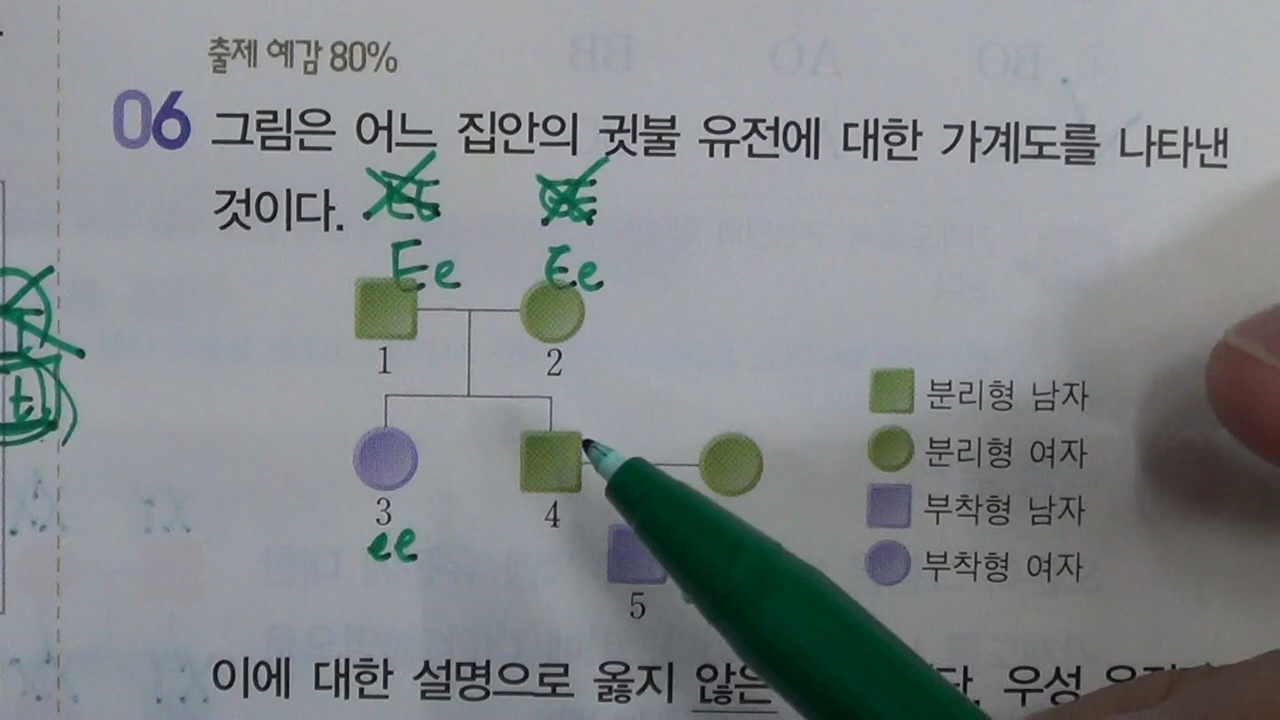 출제 예감 80%
06 그림은 어느 집안의 귓불 유전에 대한 가계도를 나타낸
것이다.
Ee Ee
1 2
분리형 남자
분리형 여자
3 4
부착형 남자
ee
부착형 여자
5
이에 대한 설명으로 옳지 않은 우성